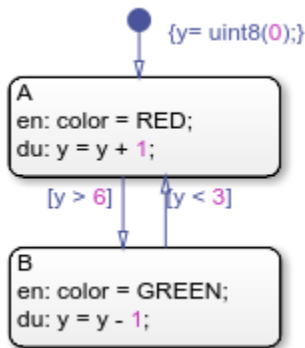 {y= uint8(0);}
A
en: color = RED;
du: y = y + 1;
[y > 6] [y < 3]
B
en: color = GREEN;
du: y = y - 1;